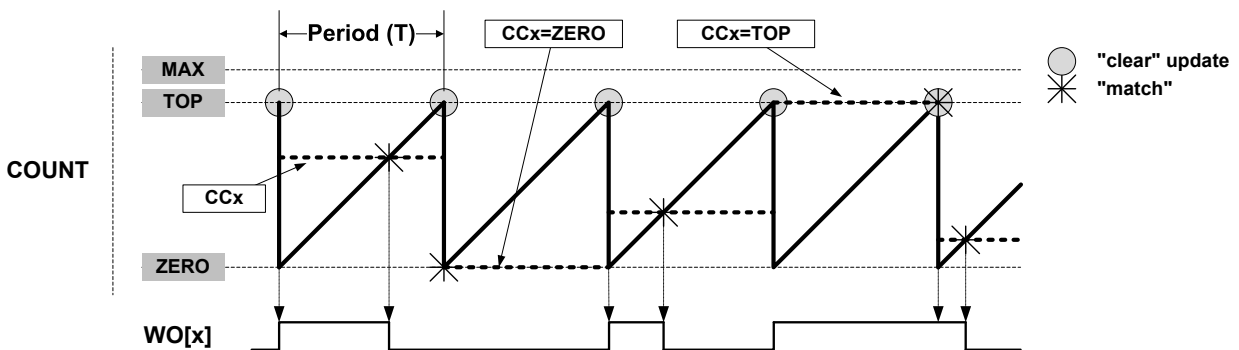 Period (T)
CCx=ZERO
CCx=TOP
"clear" update
"match"
MAX
TOP
COUNT
CCx
ZERO
WO[x]